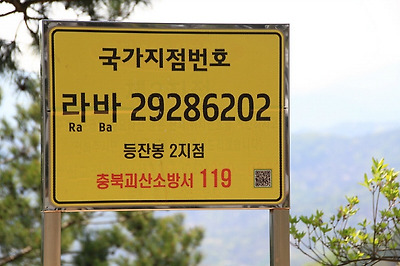 국가지점번호
라바 29286202
Ra Ba
등잔봉 2지점
충북괴산소방서 119